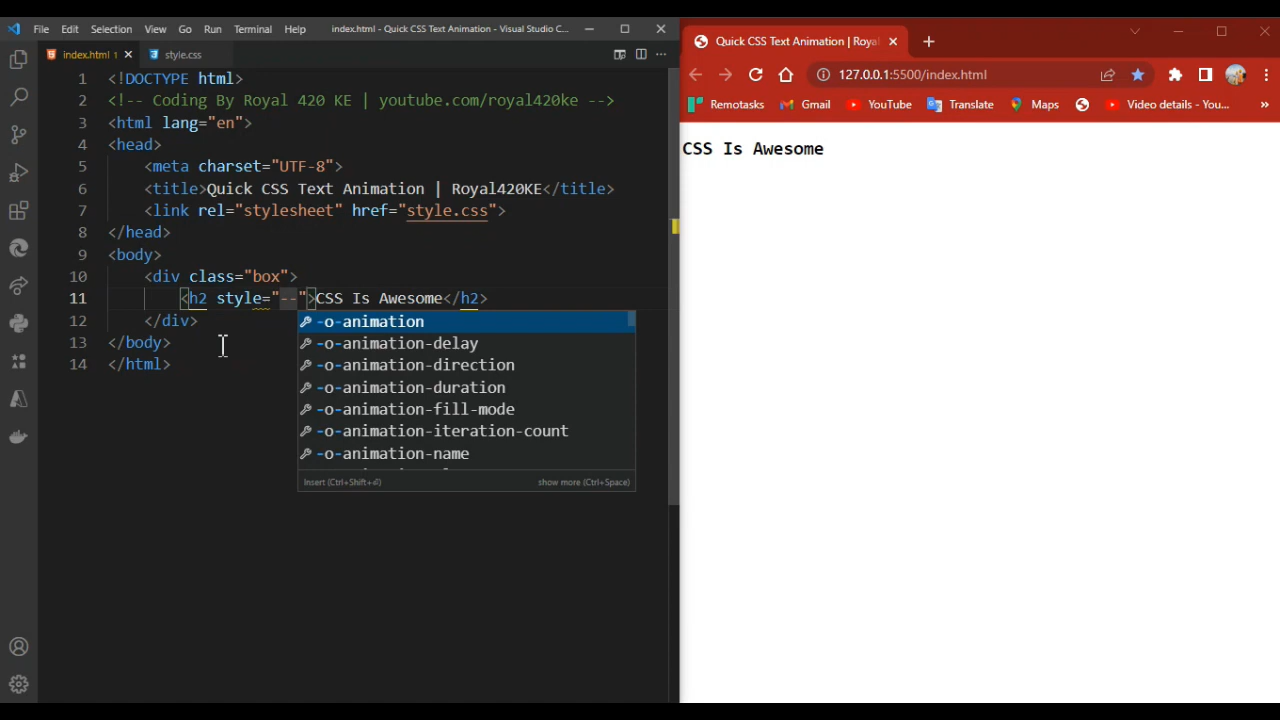 File Edit Selection View Go Run Terminal Help index.html - Quick CSS Text Animation - Visual Studio C...
index.html 1 style.css
1 <!DOCTYPE html>
2 <!-- Coding By Royal 420 KE | youtube.com/royal420ke -->
3 <html lang="en">
4 <head>
5 <meta charset="UTF-8">
6 <title>Quick CSS Text Animation | Royal420KE</title>
7 <link rel="stylesheet" href="style.css">
8 </head>
9 <body>
10 <div class="box">
11 <h2 style="--">CSS Is Awesome</h2>
12 </div>
13 </body>
14 </html>
-o-animation
-o-animation-delay
-o-animation-direction
-o-animation-duration
-o-animation-fill-mode
-o-animation-iteration-count
-o-animation-name
Insert (Ctrl+Shift+⏎) show more (Ctrl+Space)
Quick CSS Text Animation | Royal
127.0.0.1:5500/index.html
Remotasks Gmail YouTube Translate Maps Video details - You... »
CSS Is Awesome